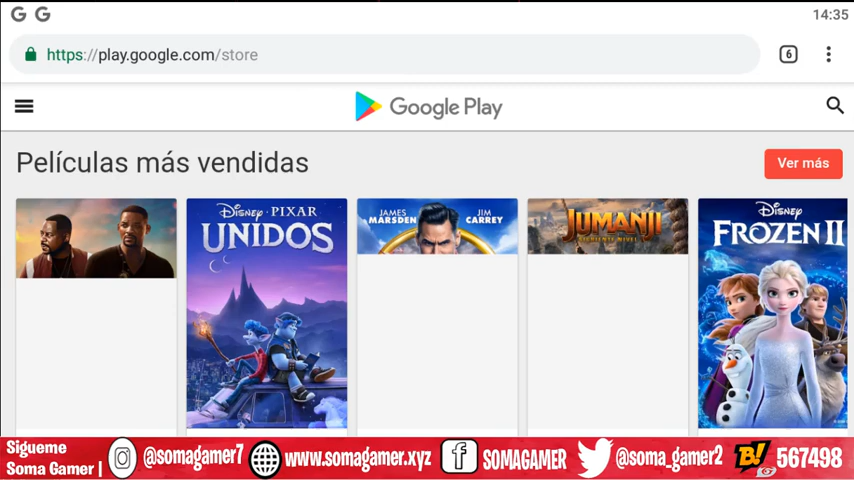 14:35
https://play.google.com/store
6
Google Play
Películas más vendidas
Ver más
Disney · PIXAR
UNIDOS
JAMES MARSDEN
JIM CARREY
JUMANJI
SIGUIENTE NIVEL
Disney
FROZEN II
Sigueme
Soma Gamer |
@somagamer7
www.somagamer.xyz
SOMAGAMER
@soma_gamer2
B! 567498